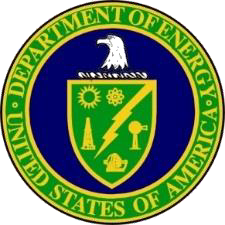 DEPARTMENT OF ENERGY
UNITED STATES OF AMERICA